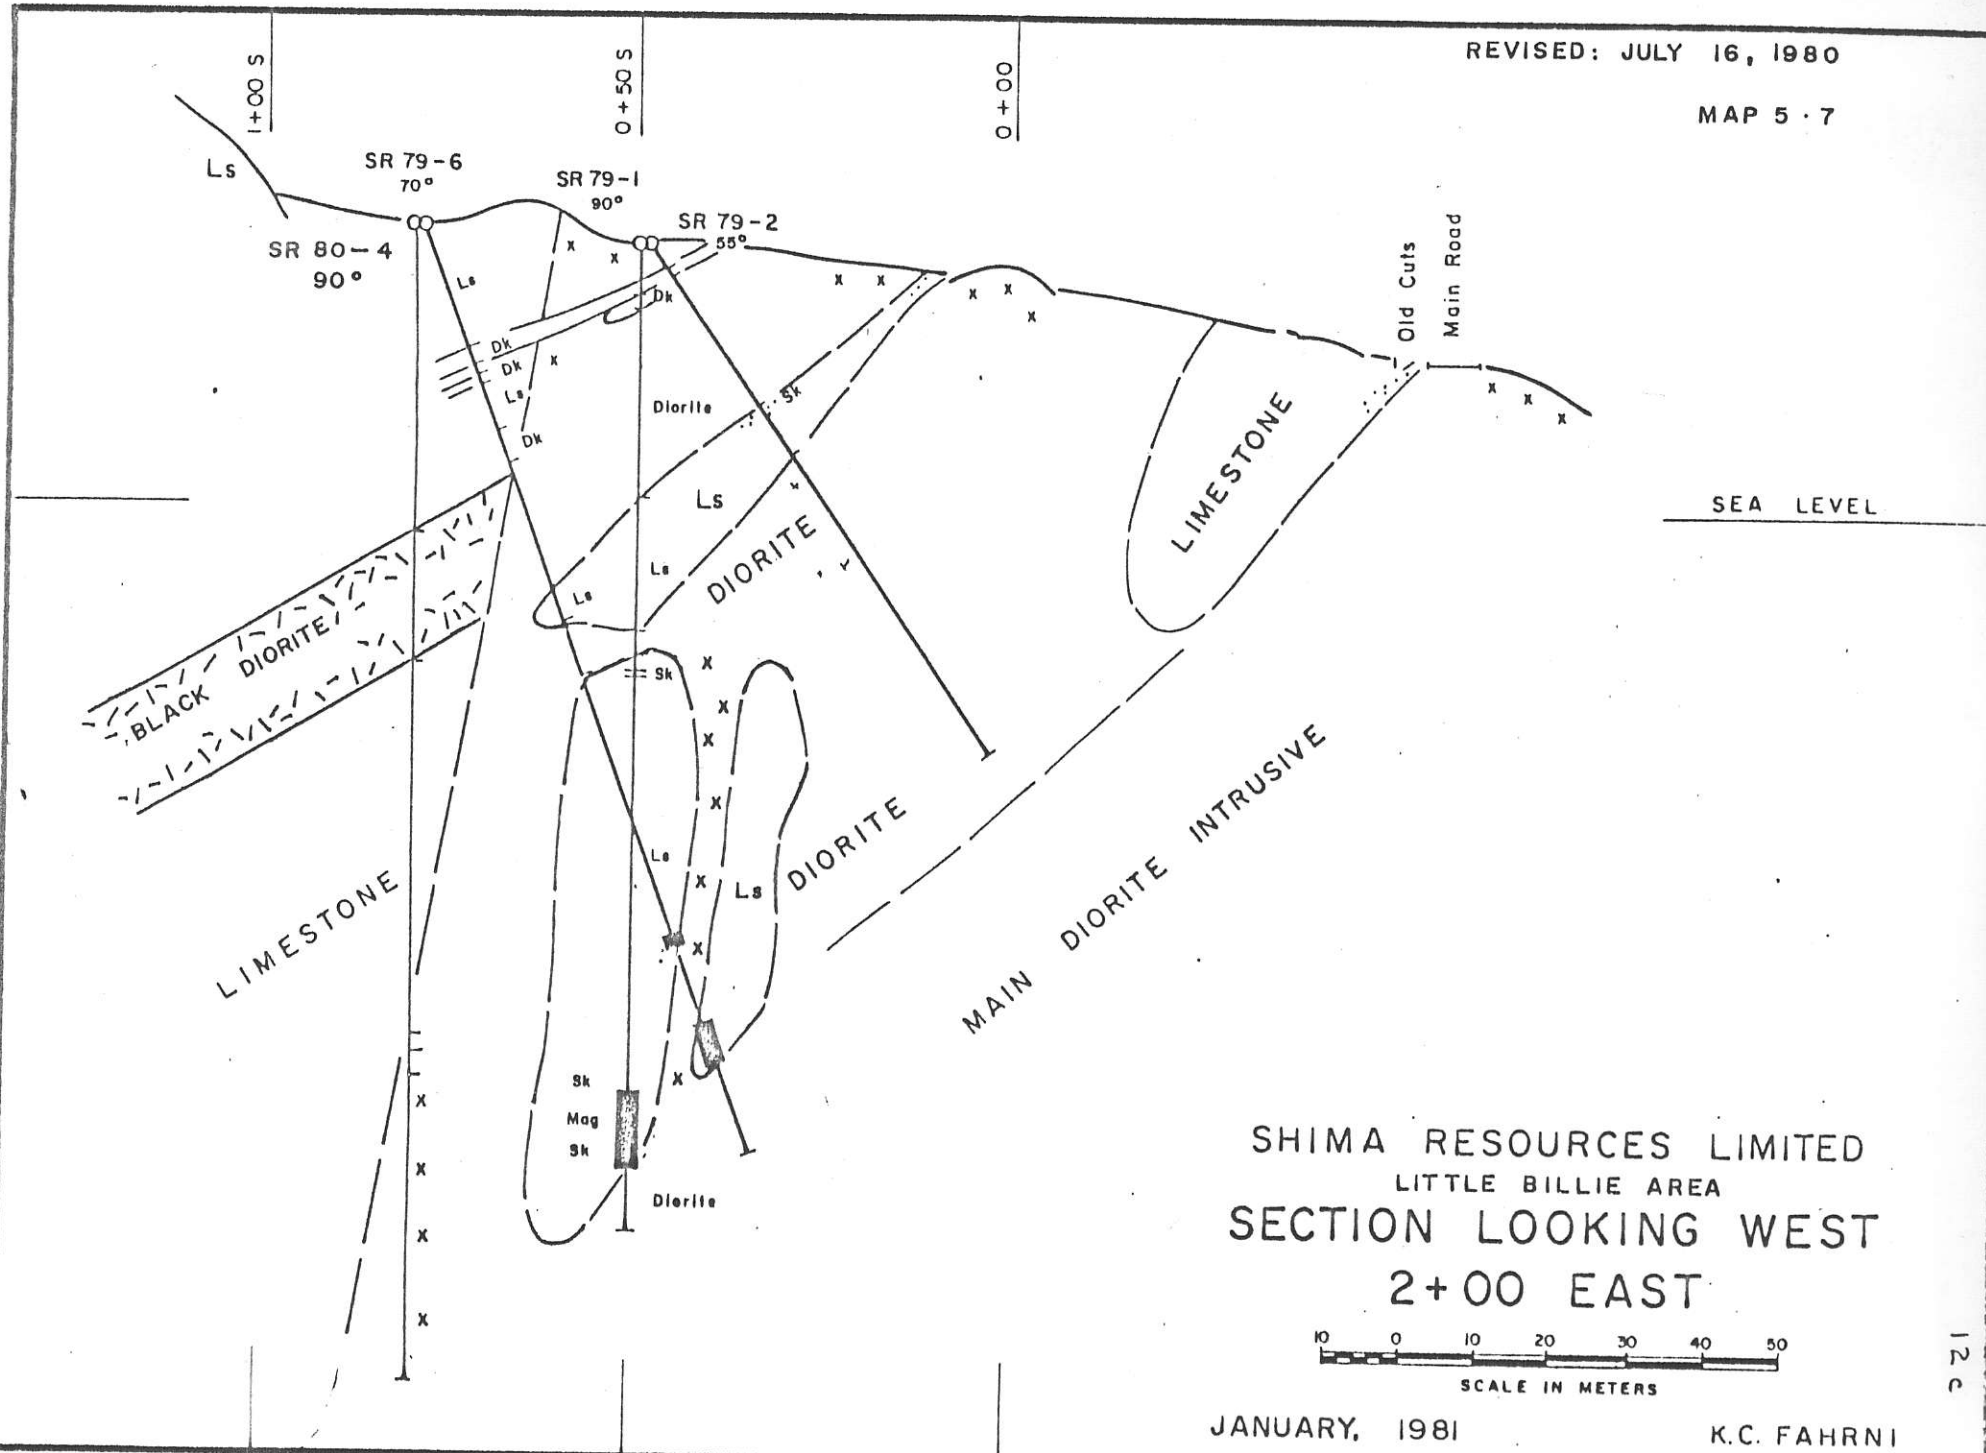 REVISED: JULY 16, 1980
MAP 5·7
1+00 S
0+50 S
0+00
Ls
SR 79-6
70°
SR 79-1
90°
SR 79-2
55°
SR 80-4
90°
Ls
x
x
x x
x x
x
Old Cuts
Main Road
Dk
Dk
Dk
x
Ls
Dk
Sk
Diorite
x
x
x
LIMESTONE
SEA LEVEL
Ls
DIORITE
Ls
Ls
BLACK DIORITE
Sk
x
x
x
x
LIMESTONE
Ls
x
Ls
DIORITE
x
MAIN DIORITE INTRUSIVE
Sk
x
Mag
Sk
Diorite
x
x
x
x
SHIMA RESOURCES LIMITED
LITTLE BILLIE AREA
SECTION LOOKING WEST
2+00 EAST
10 0 10 20 30 40 50
SCALE IN METERS
JANUARY, 1981
K.C. FAHRNI
12 c